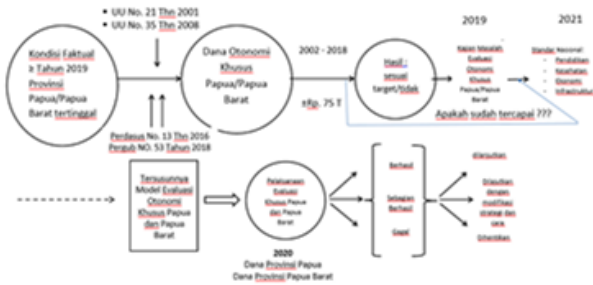 • UU No. 21 Thn 2001
• UU No. 35 Thn 2008
Kondisi Faktual
≥ Tahun 2019
Provinsi
Papua/Papua
Barat tertinggal
Perdasus No. 13 Thn 2016
Pergub NO. 53 Tahun 2018
Dana Otonomi
Khusus
Papua/Papua
Barat
2002 - 2018
±Rp. 75 T
Hasil :
sesuai
target/tidak
2019
Kajian Masalah
Evaluasi
Otonomi
Khusus
Papua/Papua
Barat
2021
Standar Nasional
- Pendidikan
- Kesehatan
- Ekonomi
- Infrastruktur
Apakah sudah tercapai ???
Tersusunnya
Model Evaluasi
Otonomi
Khusus Papua
dan Papua
Barat
Pelaksanaan
Evaluasi
Khusus Papua
dan Papua
Barat
2020
Dana Provinsi Papua
Dana Provinsi Papua Barat
Berhasil
Sebagian
Berhasil
Gagal
dilanjutkan
Dilanjutkan
dengan
modifikasi
strategi dan
cara
Dihentikan